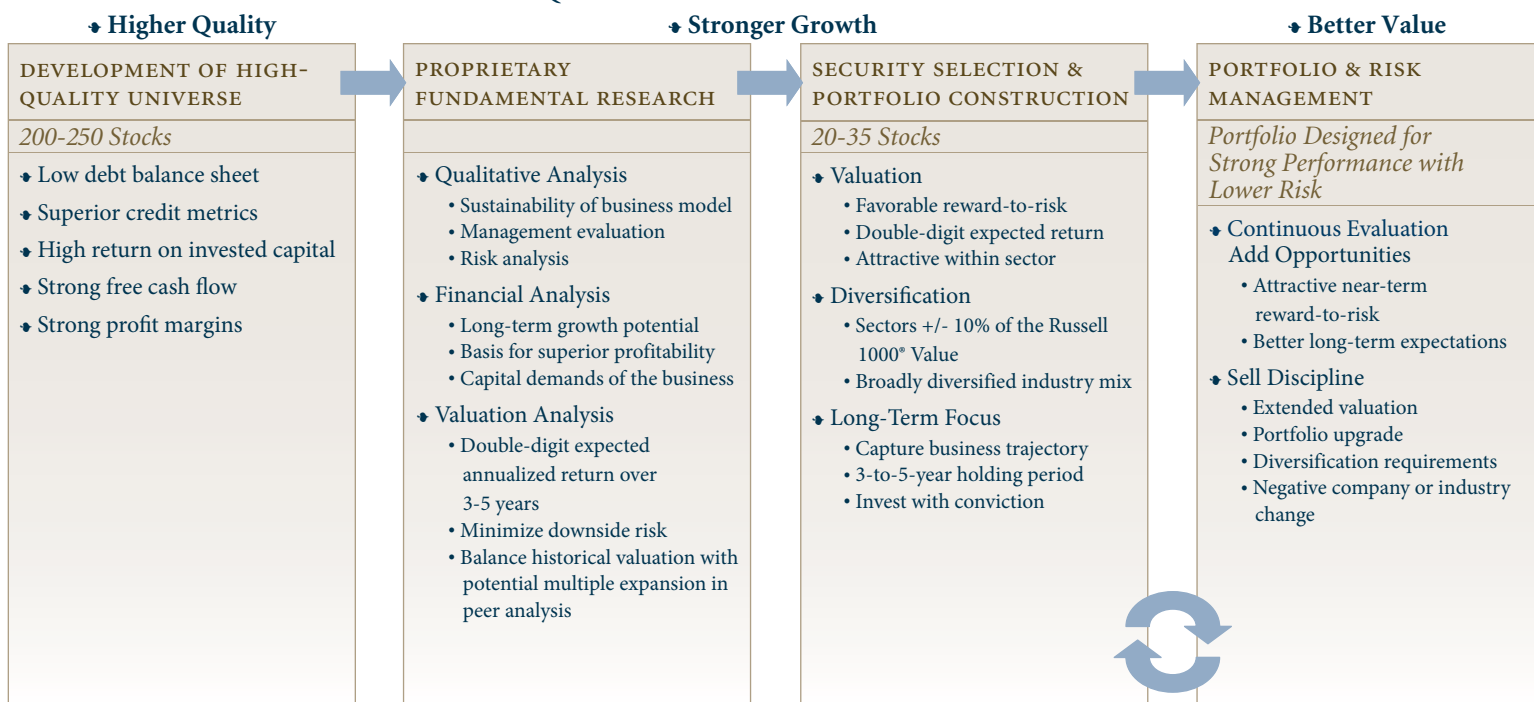 Higher Quality
Stronger Growth
Better Value
DEVELOPMENT OF HIGH-
QUALITY UNIVERSE
200-250 Stocks
Low debt balance sheet
Superior credit metrics
High return on invested capital
Strong free cash flow
Strong profit margins
PROPRIETARY
FUNDAMENTAL RESEARCH
Qualitative Analysis
• Sustainability of business model
• Management evaluation
• Risk analysis
Financial Analysis
• Long-term growth potential
• Basis for superior profitability
• Capital demands of the business
Valuation Analysis
• Double-digit expected
annualized return over
3-5 years
• Minimize downside risk
• Balance historical valuation with
potential multiple expansion in
peer analysis
SECURITY SELECTION &
PORTFOLIO CONSTRUCTION
20-35 Stocks
Valuation
• Favorable reward-to-risk
• Double-digit expected return
• Attractive within sector
Diversification
• Sectors +/- 10% of the Russell
1000® Value
• Broadly diversified industry mix
Long-Term Focus
• Capture business trajectory
• 3-to-5-year holding period
• Invest with conviction
PORTFOLIO & RISK
MANAGEMENT
Portfolio Designed for
Strong Performance with
Lower Risk
Continuous Evaluation
Add Opportunities
• Attractive near-term
reward-to-risk
• Better long-term expectations
Sell Discipline
• Extended valuation
• Portfolio upgrade
• Diversification requirements
• Negative company or industry
change